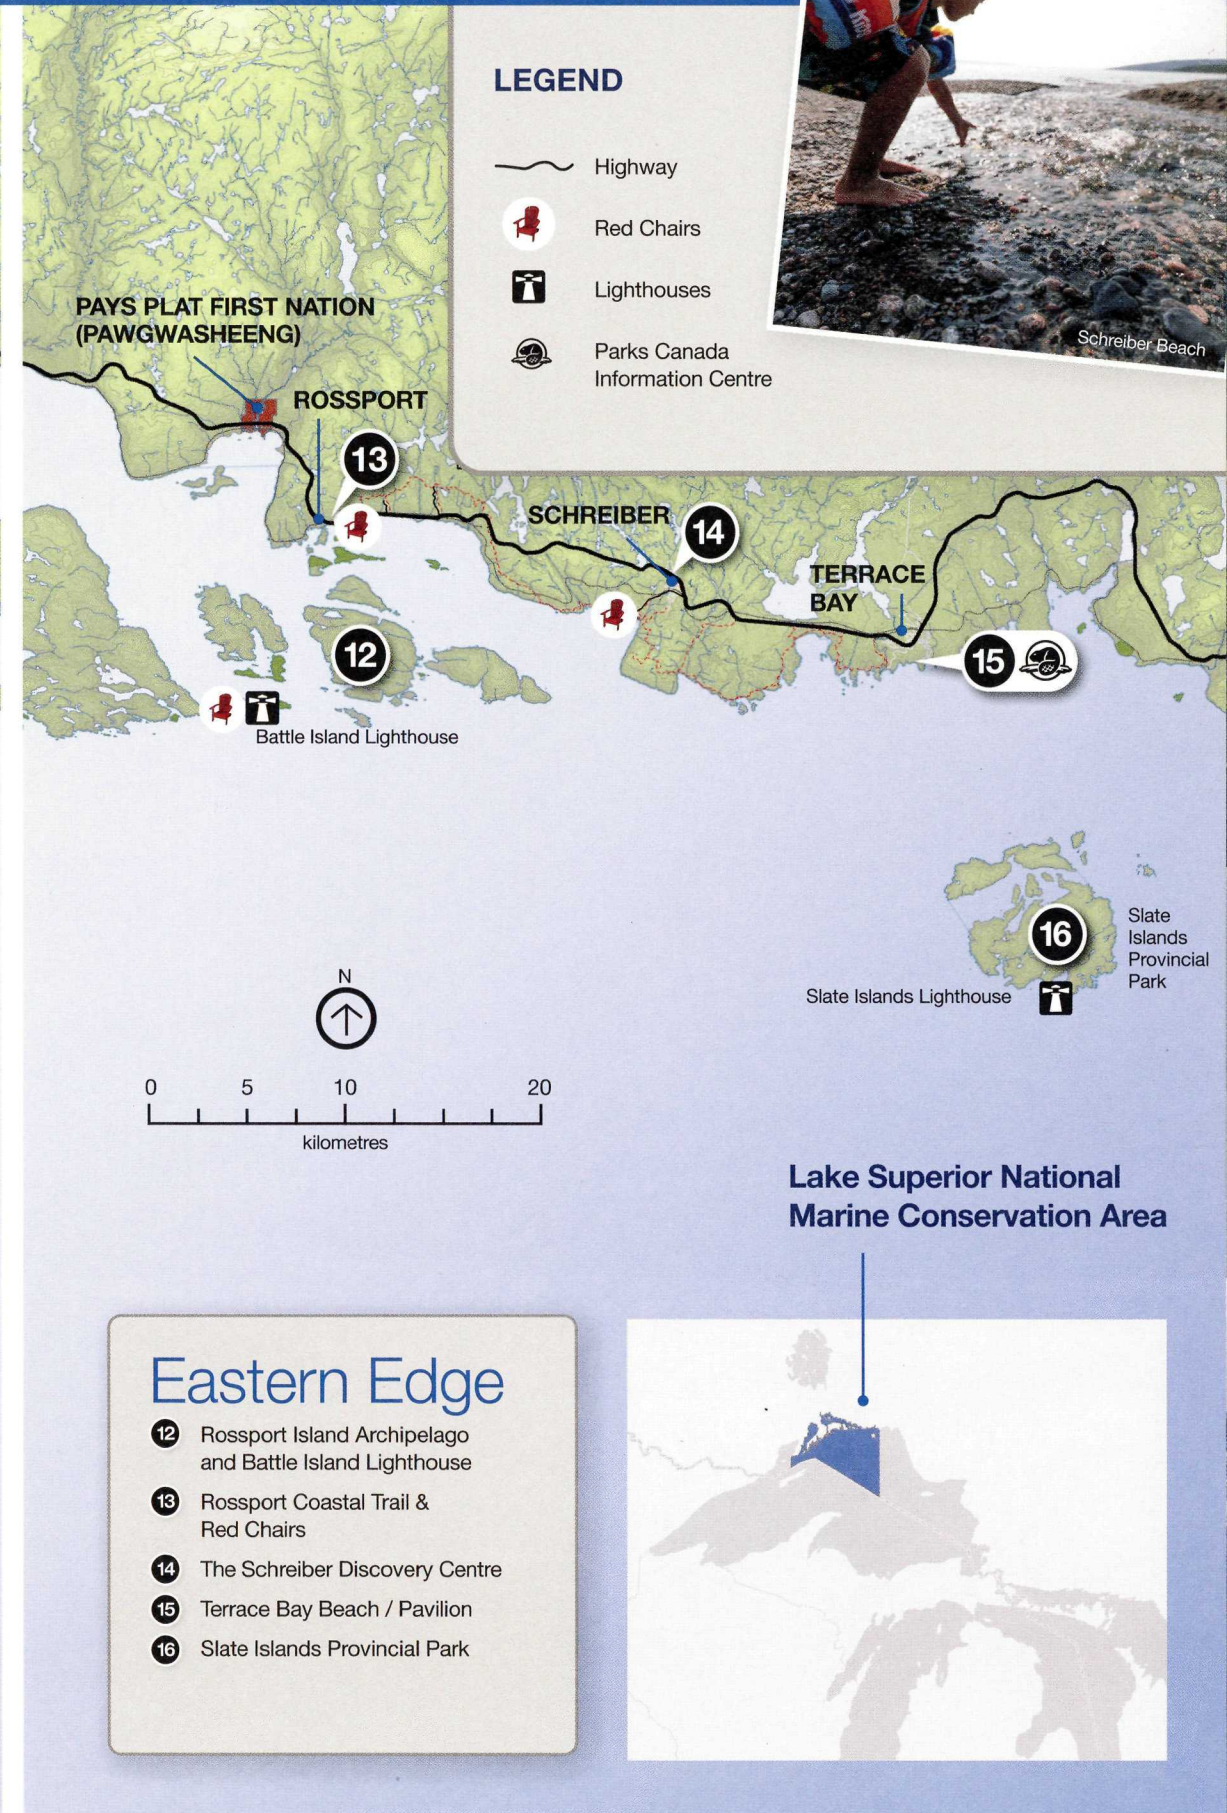 LEGEND
Highway
Red Chairs
Lighthouses
Parks Canada
Information Centre
Schreiber Beach
PAYS PLAT FIRST NATION
(PAWGWASHEENG)
ROSSPORT
13
SCHREIBER
14
TERRACE
BAY
12
15
Battle Island Lighthouse
16
Slate
Islands
Provincial
Park
Slate Islands Lighthouse
N
0 5 10 20
kilometres
Lake Superior National
Marine Conservation Area
Eastern Edge
12 Rossport Island Archipelago
and Battle Island Lighthouse
13 Rossport Coastal Trail &
Red Chairs
14 The Schreiber Discovery Centre
15 Terrace Bay Beach / Pavilion
16 Slate Islands Provincial Park